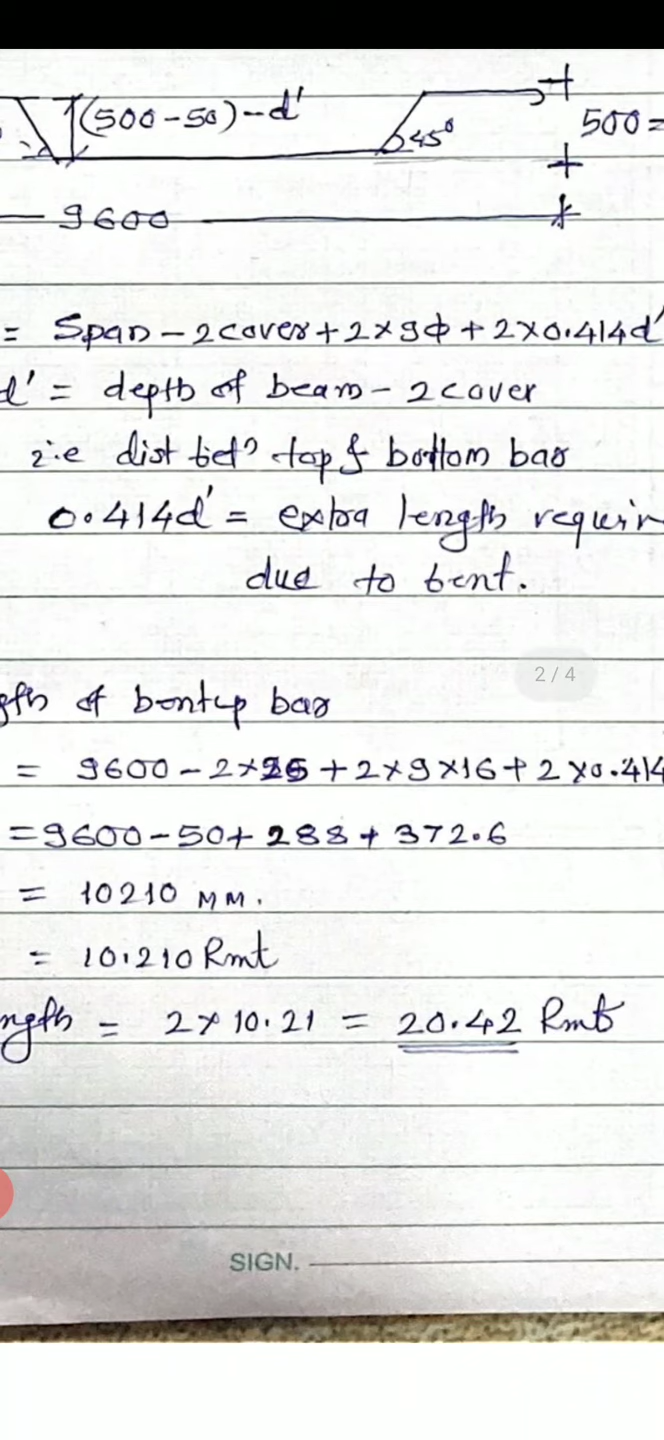 (500-50)-d' 45° 500=
9600
= Span - 2cover + 2×9ϕ + 2×0.414d'
d' = depth of beam - 2 cover
i.e dist betn top & bottom bar
0.414d' = extra length requir
due to bent.
2/4
gth of bentup bar
= 9600 - 2×25 + 2×9×16 + 2×0.414
= 9600 - 50 + 288 + 372.6
= 10210 MM.
= 10.210 Rmt
ngth = 2×10.21 = 20.42 Rmt
SIGN.